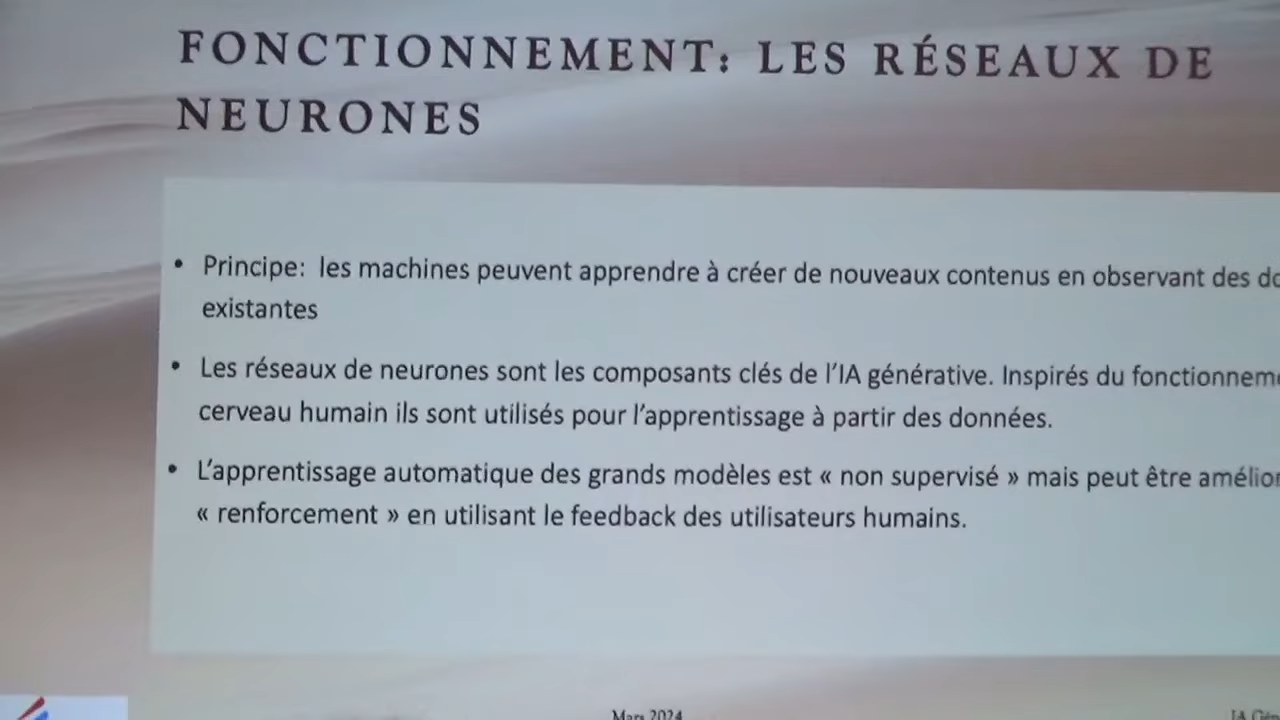 FONCTIONNEMENT: LES RÉSEAUX DE
NEURONES
• Principe: les machines peuvent apprendre à créer de nouveaux contenus en observant des
existantes
• Les réseaux de neurones sont les composants clés de l'IA générative. Inspirés du
cerveau humain ils sont utilisés pour l'apprentissage à partir des données.
• L'apprentissage automatique des grands modèles est « non supervisé » mais peut être
« renforcement » en utilisant le feedback des utilisateurs humains.
Mars 2024
IA